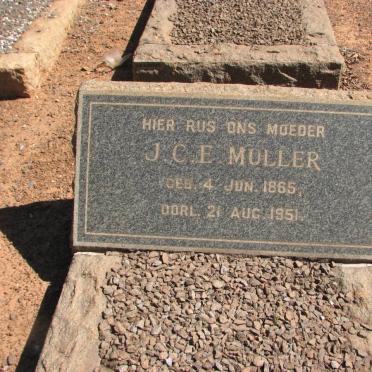 HIER RUS ONS MOEDER
J.C.E. MULLER
GEB. 4 JUN. 1865,
OORL. 21 AUG. 1951.